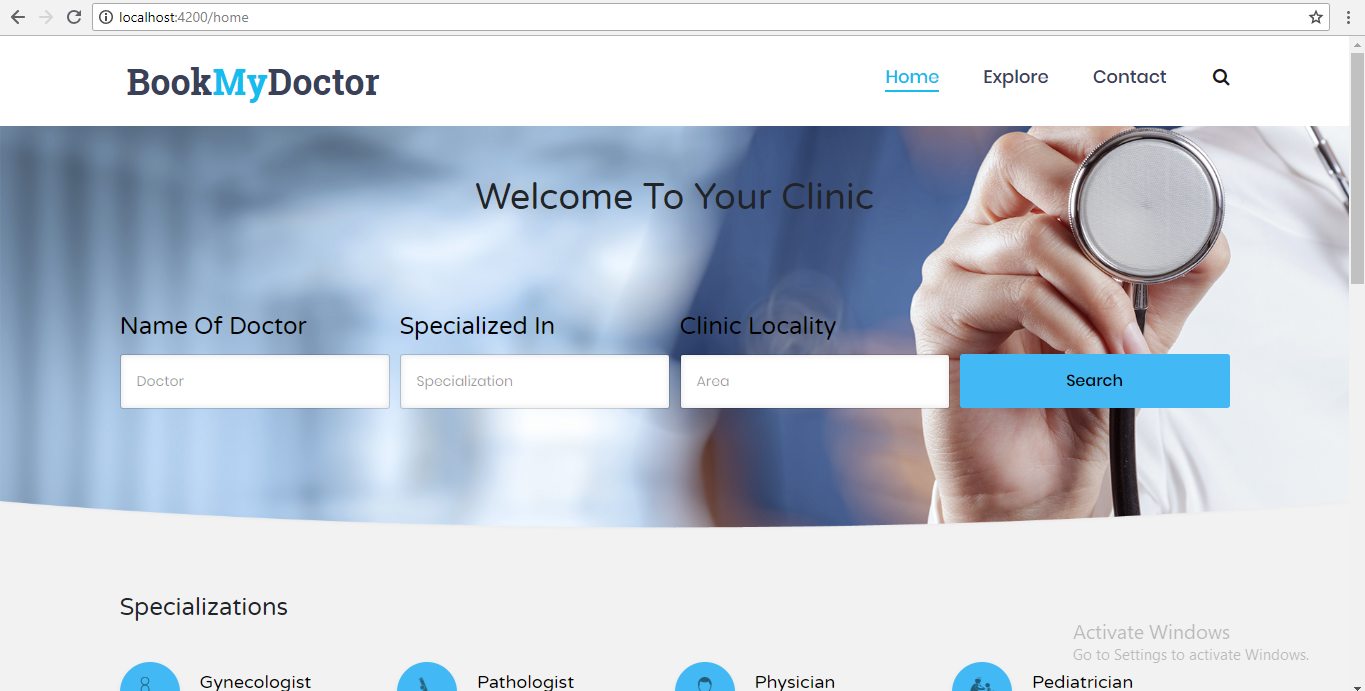 localhost:4200/home
BookMyDoctor
Home Explore Contact
Welcome To Your Clinic
Name Of Doctor Specialized In Clinic Locality
Doctor Specialization Area Search
Specializations
Activate Windows
Go to Settings to activate Windows.
Gynecologist Pathologist Physician Pediatrician